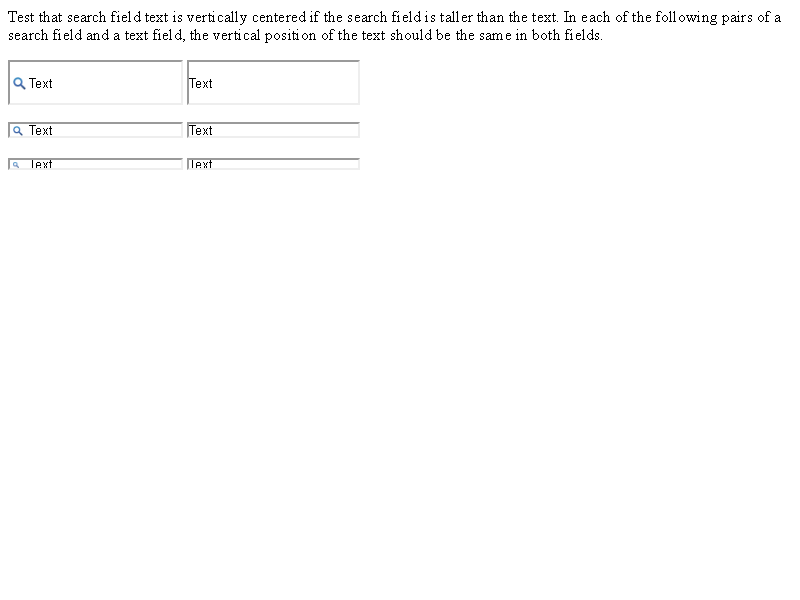 Test that search field text is vertically centered if the search field is taller than the text. In each of the following pairs of a
search field and a text field, the vertical position of the text should be the same in both fields.
Text Text
Text Text
Text Text